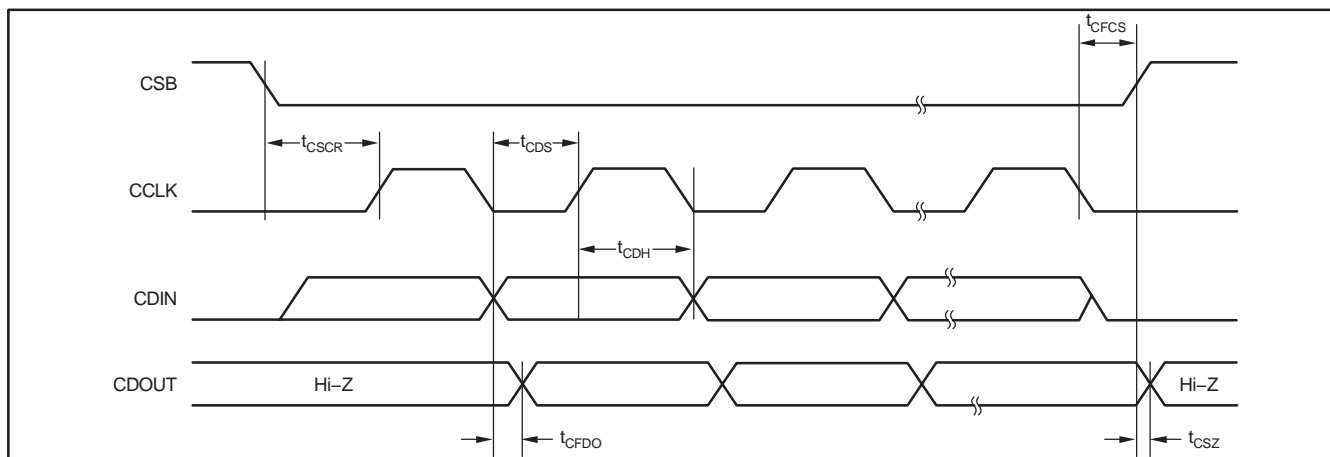 tCFCS
CSB
tCSCR
tCDS
CCLK
tCDH
CDIN
CDOUT
Hi–Z
Hi–Z
tCFDO
tCSZ